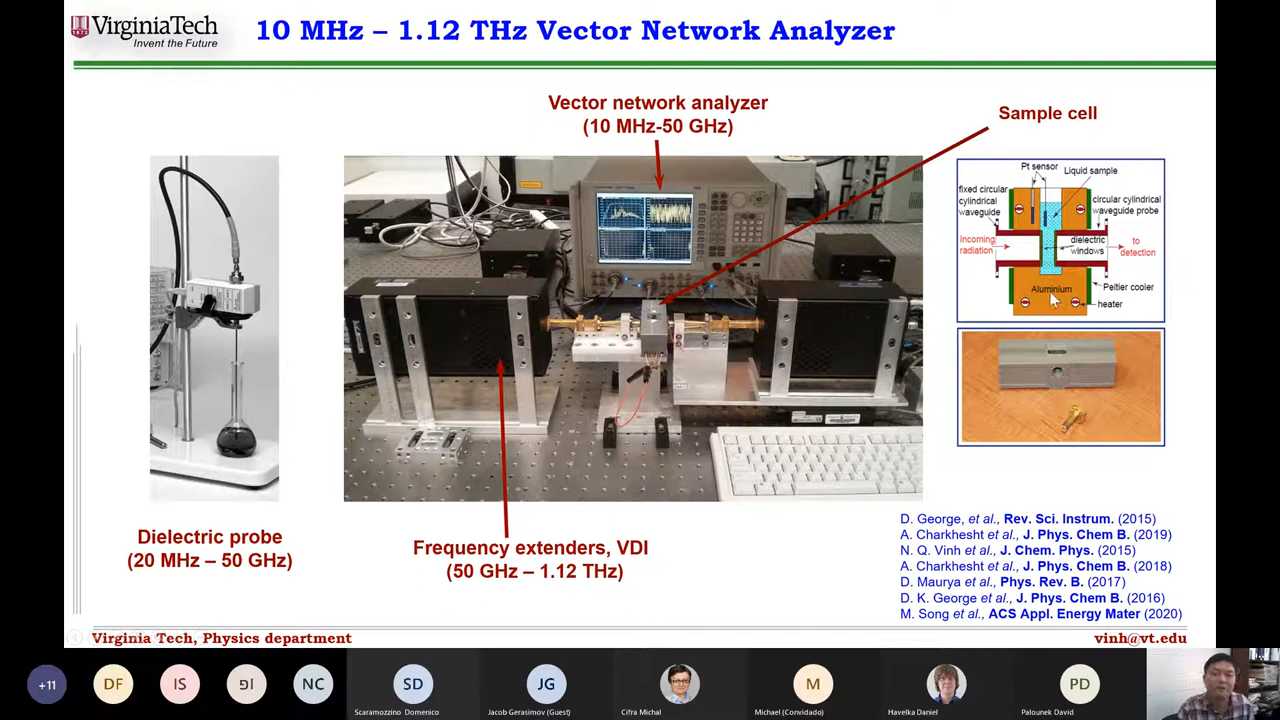 VirginiaTech
Invent the Future
10 MHz – 1.12 THz Vector Network Analyzer
Vector network analyzer
(10 MHz-50 GHz)
Sample cell
Pt sensor
Liquid sample
fixed circular
cylindrical
waveguide
circular cylindrical
waveguide probe
Incoming
radiation
dielectric
windows
to
detection
Aluminium
Peltier cooler
heater
Dielectric probe
(20 MHz – 50 GHz)
Frequency extenders, VDI
(50 GHz – 1.12 THz)
D. George, et al., Rev. Sci. Instrum. (2015)
A. Charkhesht et al., J. Phys. Chem B. (2019)
N. Q. Vinh et al., J. Chem. Phys. (2015)
A. Charkhesht et al., J. Phys. Chem B. (2018)
D. Maurya et al., Phys. Rev. B. (2017)
D. K. George et al., J. Phys. Chem B. (2016)
M. Song et al., ACS Appl. Energy Mater (2020)
4
Virginia Tech, Physics department
vinh@vt.edu
+11
DF
IS
פו
NC
SD
JG
M
PD
Scaramozzino Domenico
Jacob Gerasimov (Guest)
Cifra Michal
Michael (Convidado)
Havelka Daniel
Palounek David